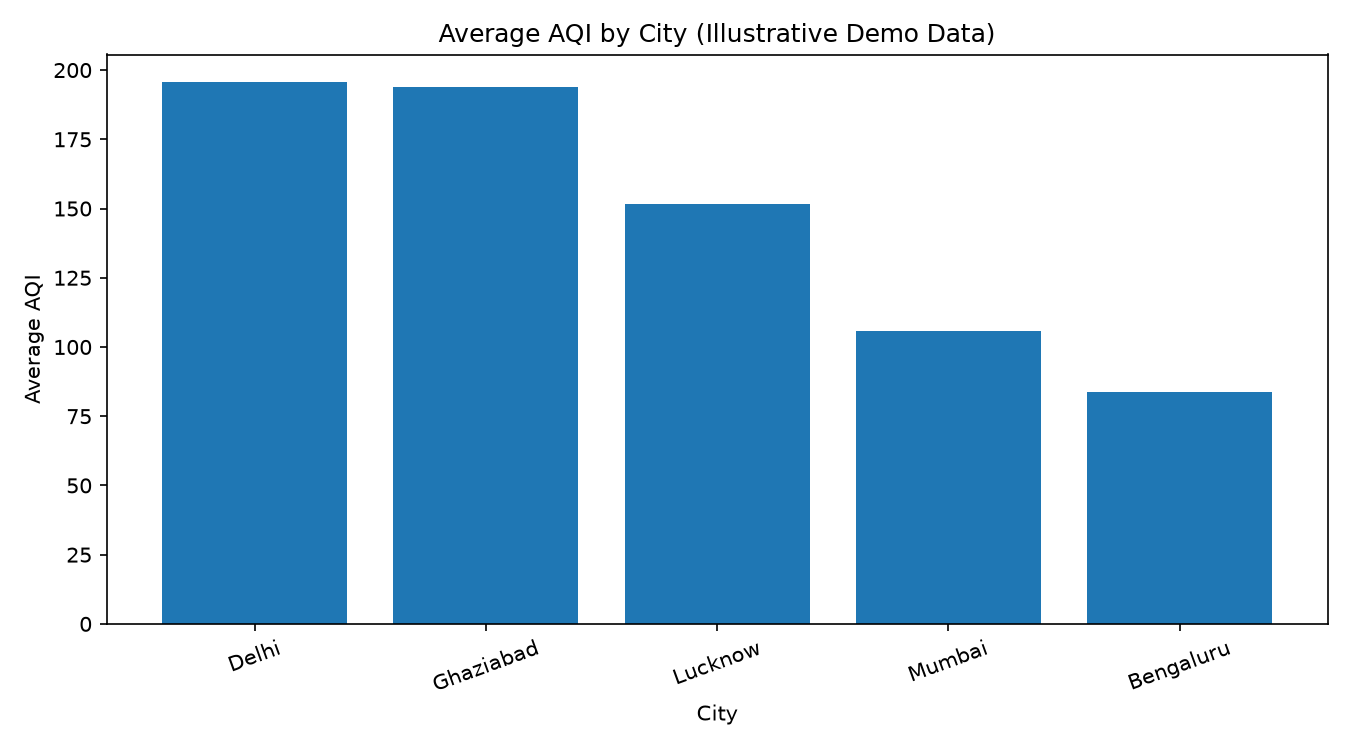 Average AQI by City (Illustrative Demo Data)
Average AQI
200
175
150
125
100
75
50
25
0
Delhi
Ghaziabad
Lucknow
Mumbai
Bengaluru
City